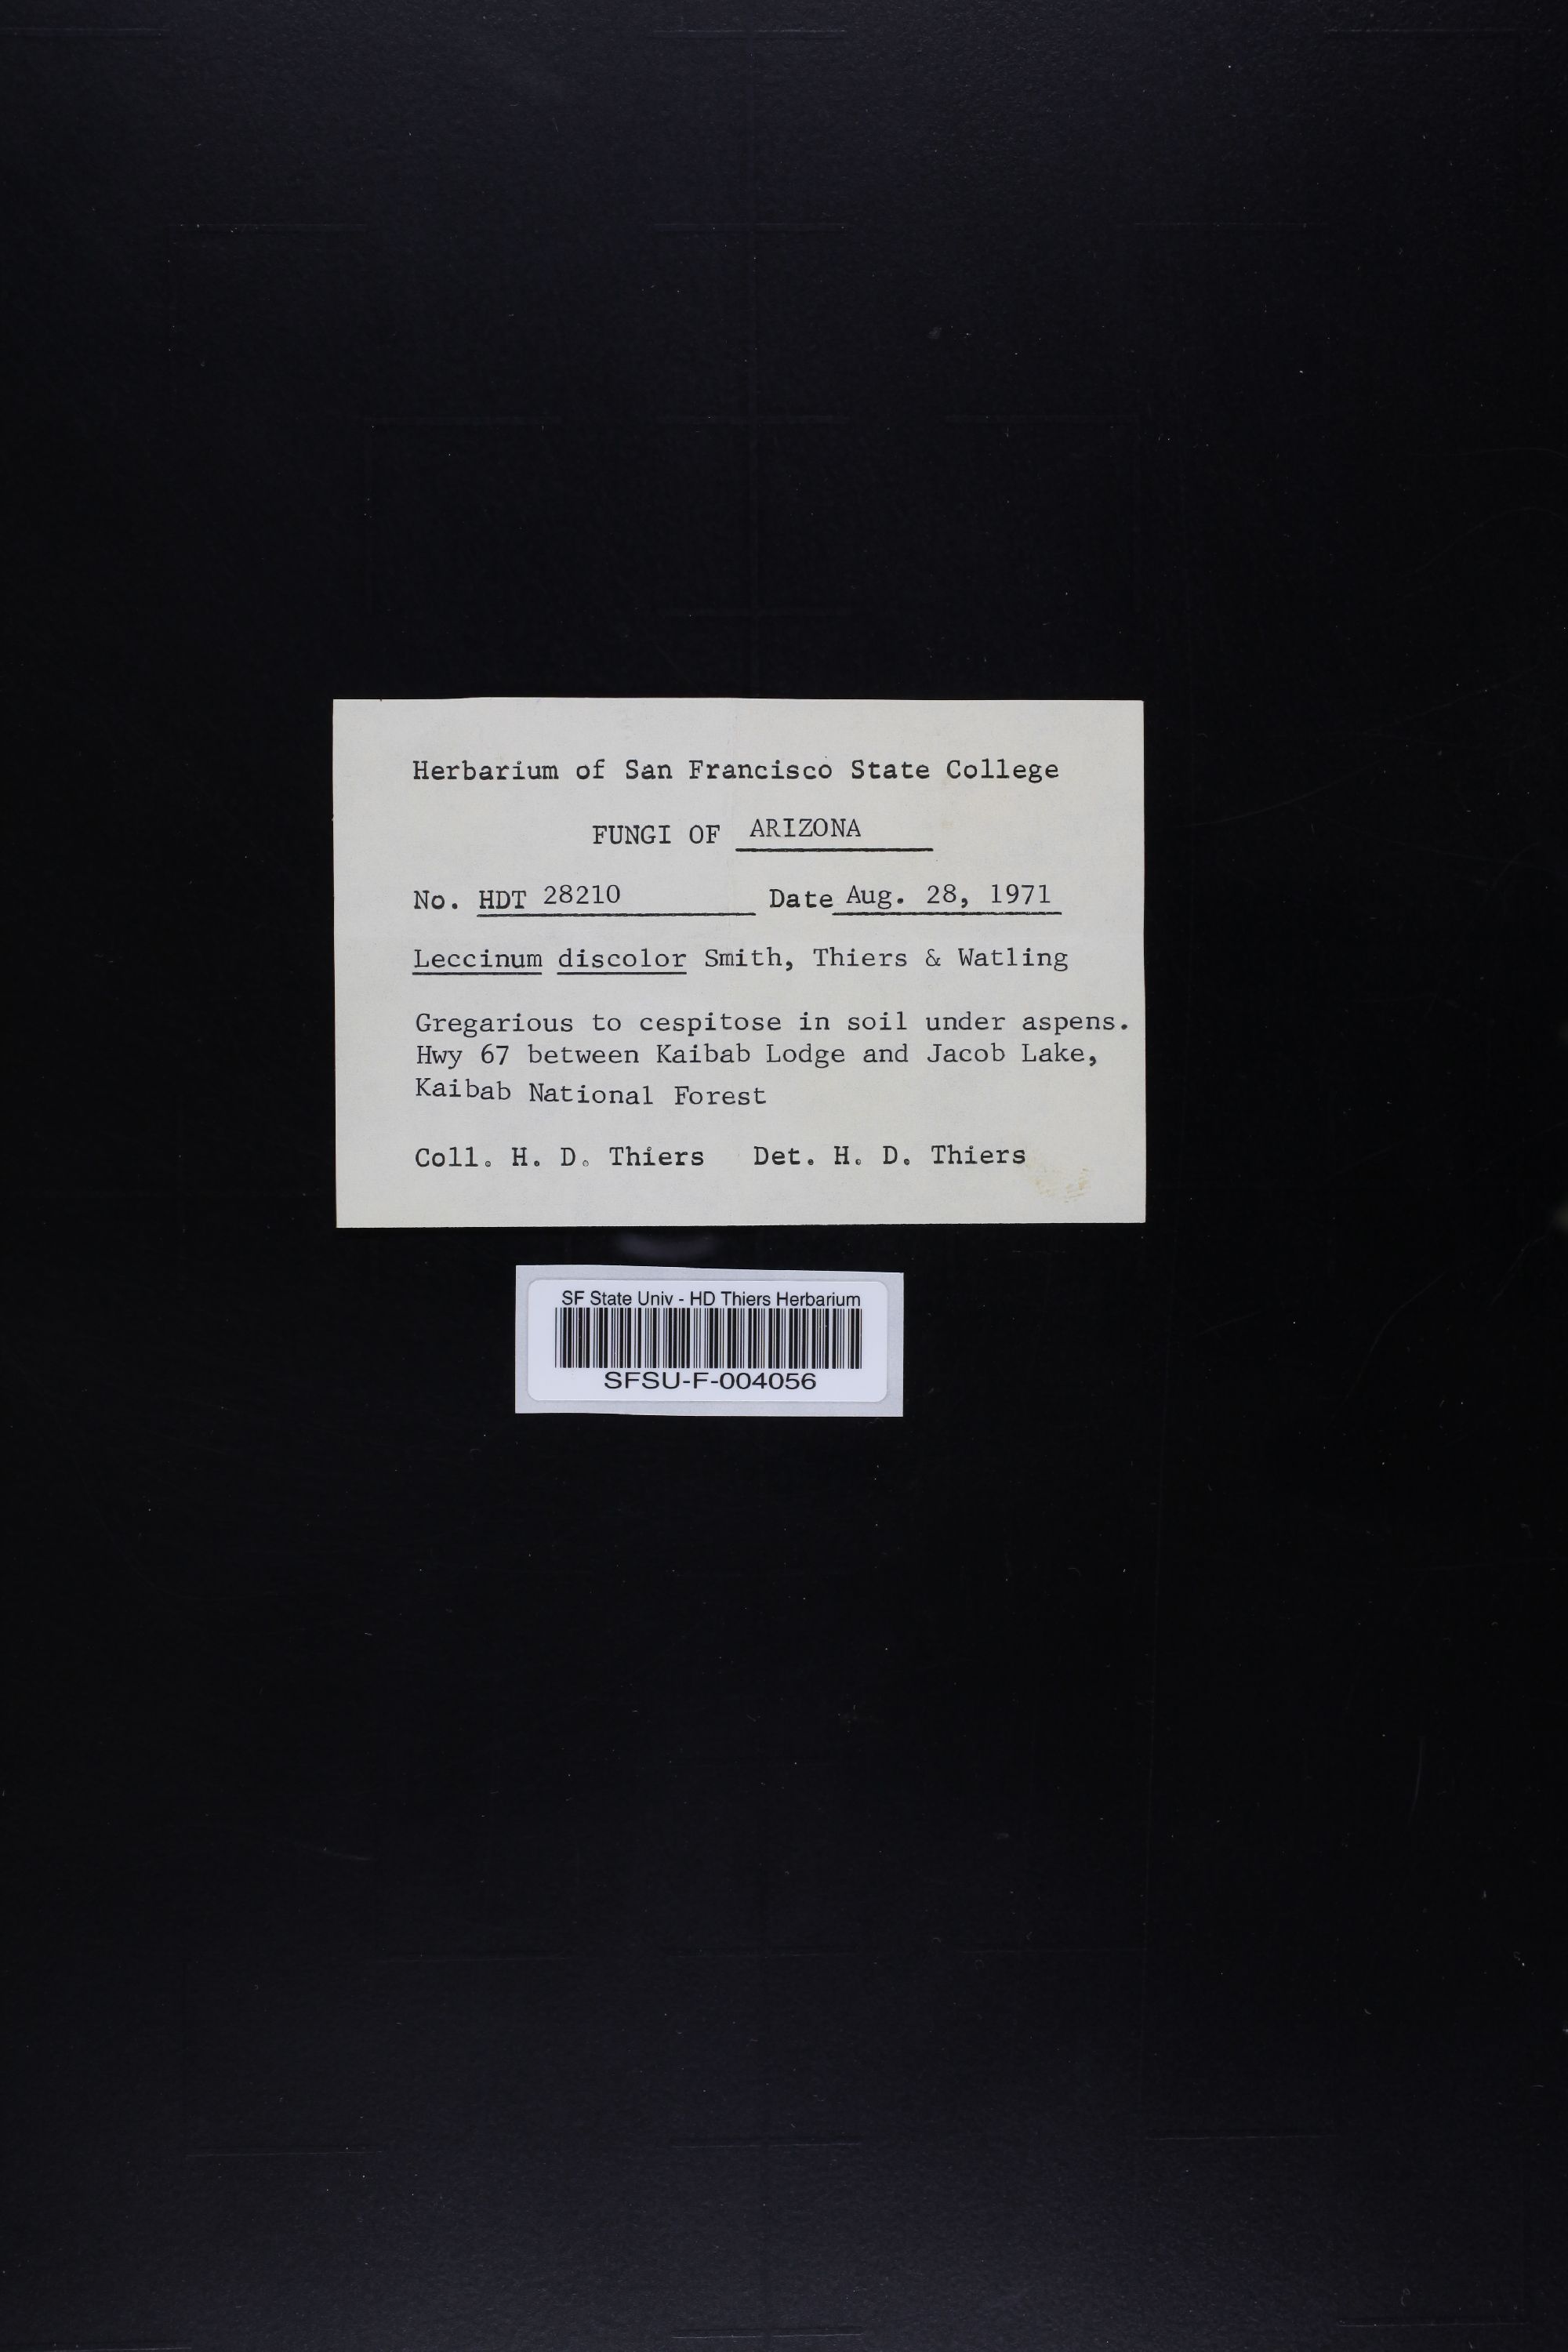 Herbarium of San Francisco State College
FUNGI OF ARIZONA
No. HDT 28210 Date Aug. 28, 1971
Leccinum discolor Smith, Thiers & Watling
Gregarious to cespitose in soil under aspens.
Hwy 67 between Kaibab Lodge and Jacob Lake,
Kaibab National Forest
Coll. H. D. Thiers Det. H. D. Thiers
SF State Univ - HD Thiers Herbarium
SFSU-F-004056